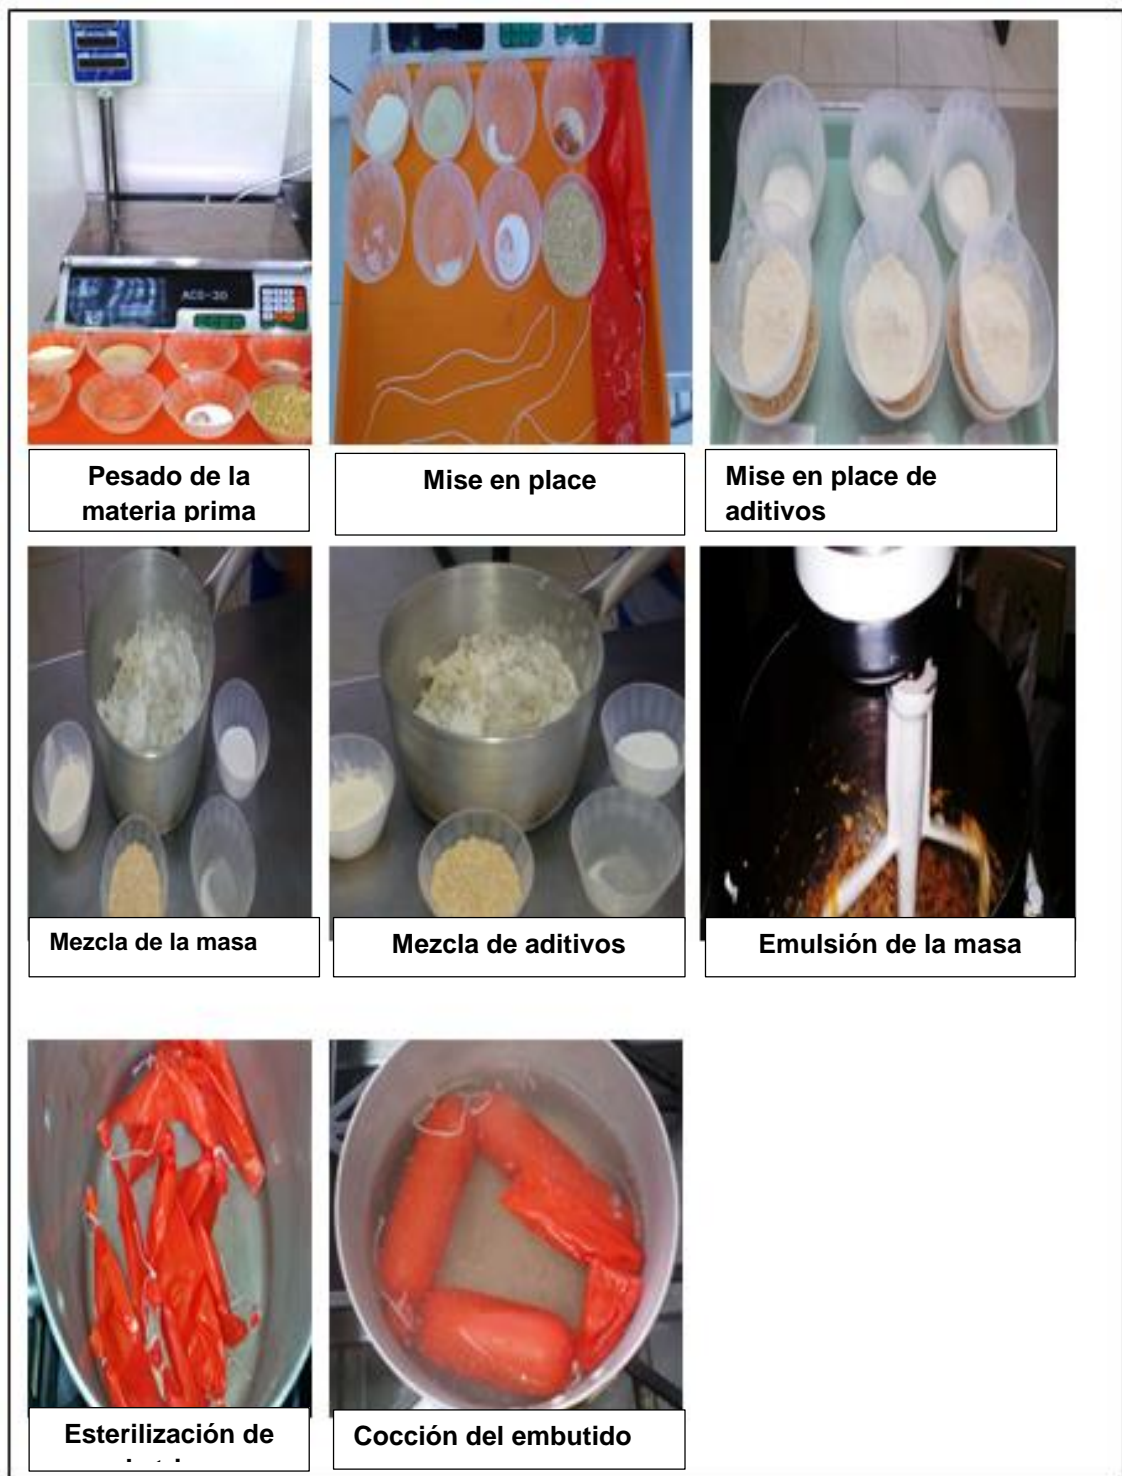 ACS-30
Pesado de la
materia prima
Mise en place
Mise en place de
aditivos
Mezcla de la masa
Mezcla de aditivos
Emulsión de la masa
Esterilización de
Cocción del embutido